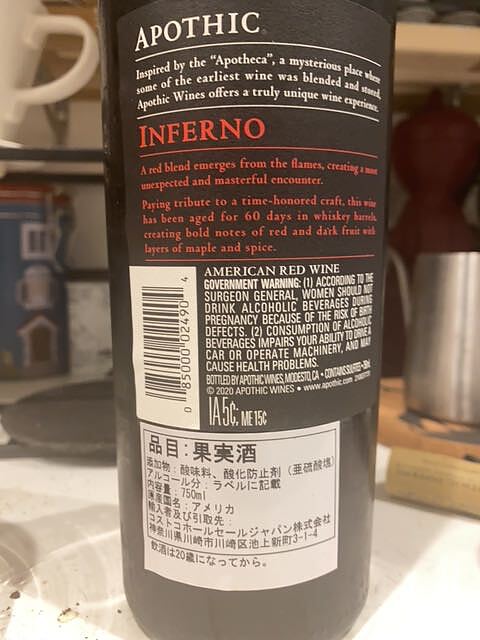 APOTHIC
Inspired by the "Apotheca", a mysterious place where
some of the earliest wine was blended and stored,
Apothic Wines offers a truly unique wine experience.
INFERNO
A red blend emerges from the flames, creating a most
unexpected and masterful encounter.
Paying tribute to a time-honored craft, this wine
has been aged for 60 days in whiskey barrels,
creating bold notes of red and dark fruit with
layers of maple and spice.
AMERICAN RED WINE
GOVERNMENT WARNING: (1) ACCORDING TO THE
SURGEON GENERAL, WOMEN SHOULD NOT
DRINK ALCOHOLIC BEVERAGES DURING
PREGNANCY BECAUSE OF THE RISK OF BIRTH
DEFECTS. (2) CONSUMPTION OF ALCOHOLIC
BEVERAGES IMPAIRS YOUR ABILITY TO DRIVE A
CAR OR OPERATE MACHINERY, AND MAY
CAUSE HEALTH PROBLEMS.
BOTTLED BY APOTHIC WINES, MODESTO, CA • CONTAINS SULFITES
© 2020 APOTHIC WINES • www.apothic.com
IA 5¢, ME 15¢
0 85000 02490 4
品目:果実酒
添加物:酸味料、酸化防止剤(亜硫酸塩)
アルコール分:ラベルに記載
内容量:750ml
原産国名:アメリカ
輸入者及び引取先:
コストコホールセールジャパン株式会社
神奈川県川崎市川崎区池上新町3-1-4
飲酒は20歳になってから。